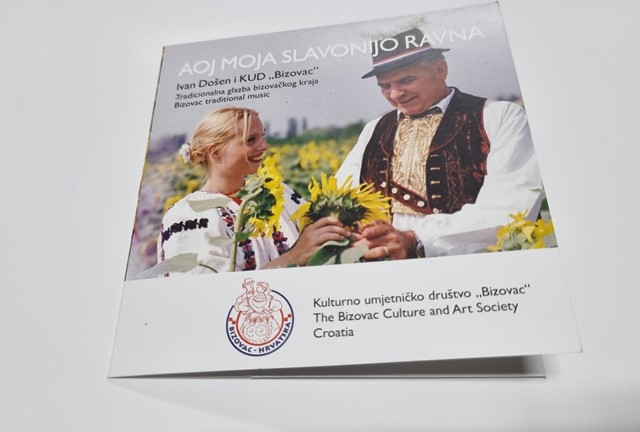 AOJ MOJA SLAVONIJO RAVNA
Ivan Došen i KUD „Bizovac“
Tradicionalna glazba bizovačkog kraja
Bizovac traditional music
BIZOVAC - HRVATSKA
Kulturno umjetničko društvo „Bizovac“
The Bizovac Culture and Art Society
Croatia